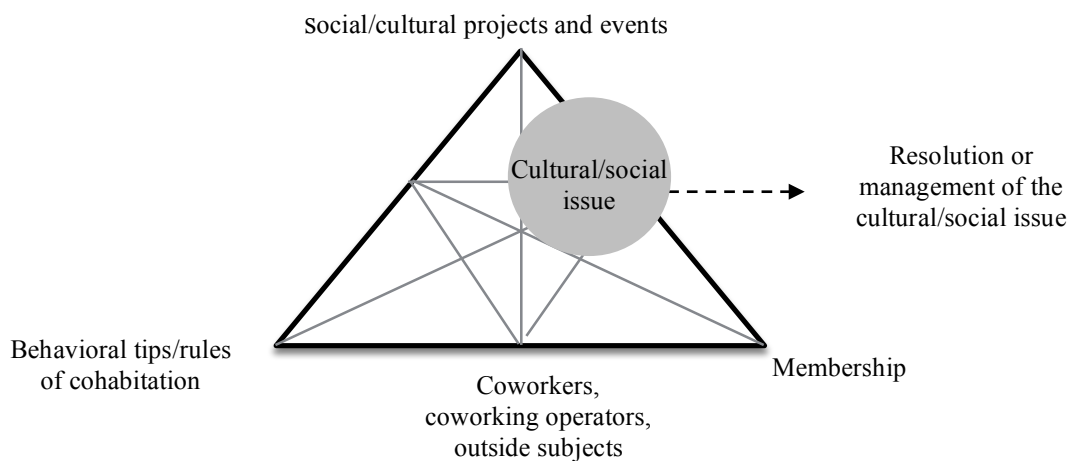 Social/cultural projects and events
Cultural/social
issue
Resolution or
management of the
cultural/social issue
Behavioral tips/rules
of cohabitation
Membership
Coworkers,
coworking operators,
outside subjects